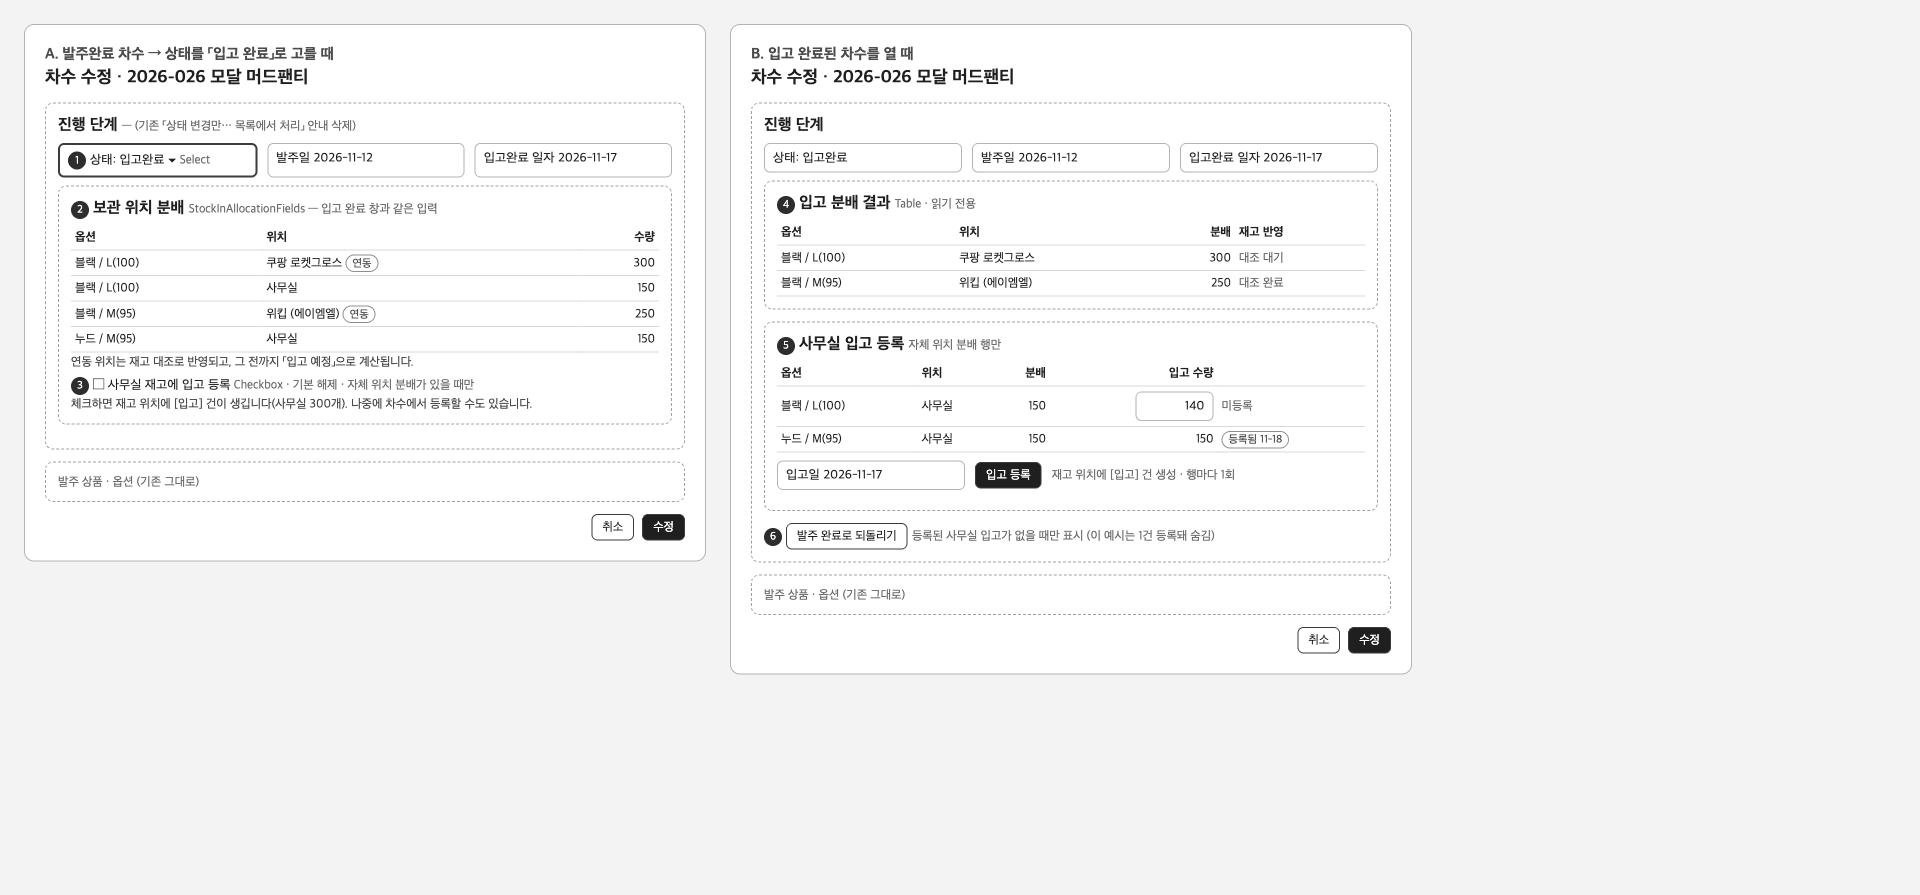 A. 발주완료 차수 → 상태를 「입고 완료」로 고를 때
차수 수정 · 2026-026 모달 머드팬티
진행 단계 — (기존 「상태 변경만… 목록에서 처리」 안내 삭제)
1 상태: 입고완료 ▾ Select
발주일 2026-11-12
입고완료 일자 2026-11-17
2 보관 위치 분배 StockInAllocationFields — 입고 완료 창과 같은 입력
옵션 위치 수량
블랙 / L(100) 쿠팡 로켓그로스 연동 300
블랙 / L(100) 사무실 150
블랙 / M(95) 위킵 (에이엠엘) 연동 250
누드 / M(95) 사무실 150
연동 위치는 재고 대조로 반영되고, 그 전까지 「입고 예정」으로 계산됩니다.
3 ☐ 사무실 재고에 입고 등록 Checkbox · 기본 해제 · 자체 위치 분배가 있을 때만
체크하면 재고 위치에 [입고] 건이 생깁니다(사무실 300개). 나중에 차수에서 등록할 수도 있습니다.
발주 상품 · 옵션 (기존 그대로)
취소 수정
B. 입고 완료된 차수를 열 때
차수 수정 · 2026-026 모달 머드팬티
진행 단계
상태: 입고완료
발주일 2026-11-12
입고완료 일자 2026-11-17
4 입고 분배 결과 Table · 읽기 전용
옵션 위치 분배 재고 반영
블랙 / L(100) 쿠팡 로켓그로스 300 대조 대기
블랙 / M(95) 위킵 (에이엠엘) 250 대조 완료
5 사무실 입고 등록 자체 위치 분배 행만
옵션 위치 분배 입고 수량
블랙 / L(100) 사무실 150 140 미등록
누드 / M(95) 사무실 150 150 등록됨 11-18
입고일 2026-11-17 입고 등록 재고 위치에 [입고] 건 생성 · 행마다 1회
6 발주 완료로 되돌리기 등록된 사무실 입고가 없을 때만 표시 (이 예시는 1건 등록돼 숨김)
발주 상품 · 옵션 (기존 그대로)
취소 수정